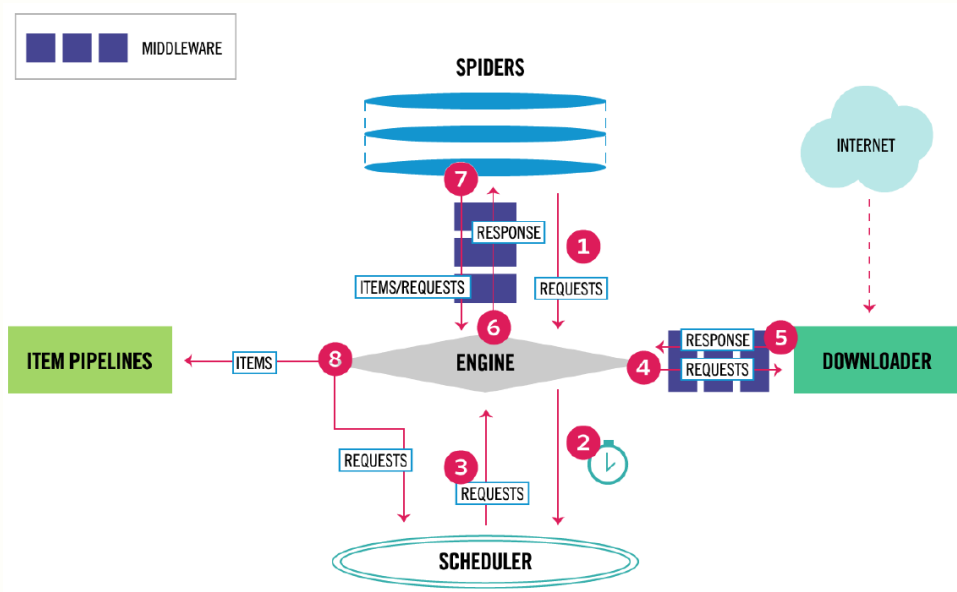 MIDDLEWARE
SPIDERS
INTERNET
7
RESPONSE
1
ITEMS/REQUESTS
REQUESTS
6
RESPONSE
5
ITEM PIPELINES
ITEMS
8
ENGINE
4
REQUESTS
DOWNLOADER
2
REQUESTS
3
REQUESTS
SCHEDULER